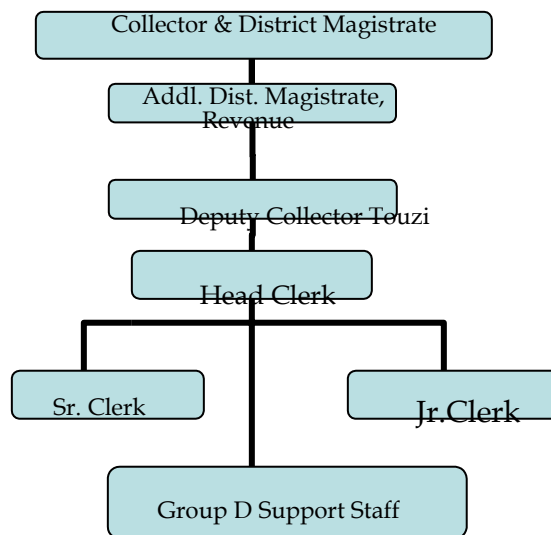 Collector & District Magistrate
Addl. Dist. Magistrate,
Revenue
Deputy Collector Touzi
Head Clerk
Sr. Clerk
Jr.Clerk
Group D Support Staff